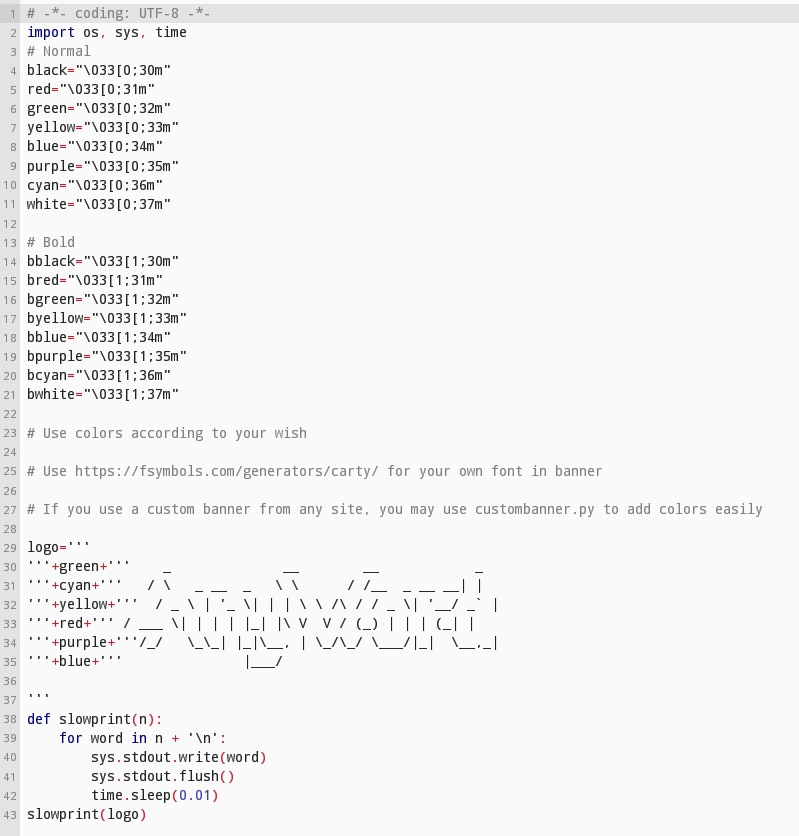 1 # -*- coding: UTF-8 -*-
2 import os, sys, time
3 # Normal
4 black="\033[0;30m"
5 red="\033[0;31m"
6 green="\033[0;32m"
7 yellow="\033[0;33m"
8 blue="\033[0;34m"
9 purple="\033[0;35m"
10 cyan="\033[0;36m"
11 white="\033[0;37m"
12
13 # Bold
14 bblack="\033[1;30m"
15 bred="\033[1;31m"
16 bgreen="\033[1;32m"
17 byellow="\033[1;33m"
18 bblue="\033[1;34m"
19 bpurple="\033[1;35m"
20 bcyan="\033[1;36m"
21 bwhite="\033[1;37m"
22
23 # Use colors according to your wish
24
25 # Use https://fsymbols.com/generators/carty/ for your own font in banner
26
27 # If you use a custom banner from any site, you may use custombanner.py to add colors easily
28
29 logo='''
30 '''+green+'''    _              __        __            _
31 '''+cyan+'''   / \   _ __  _   \ \      / /__  _ __ __| |
32 '''+yellow+'''  / _ \ | '_ \| | | \ \ /\ / / _ \| '__/ _` |
33 '''+red+''' / ___ \| | | | |_| |\ V  V / (_) | | | (_| |
34 '''+purple+'''/_/   \_\_| |_|\__, | \_/\_/ \___/|_|  \__,_|
35 '''+blue+'''               |___/
36
37 '''
38 def slowprint(n):
39     for word in n + '\n':
40         sys.stdout.write(word)
41         sys.stdout.flush()
42         time.sleep(0.01)
43 slowprint(logo)